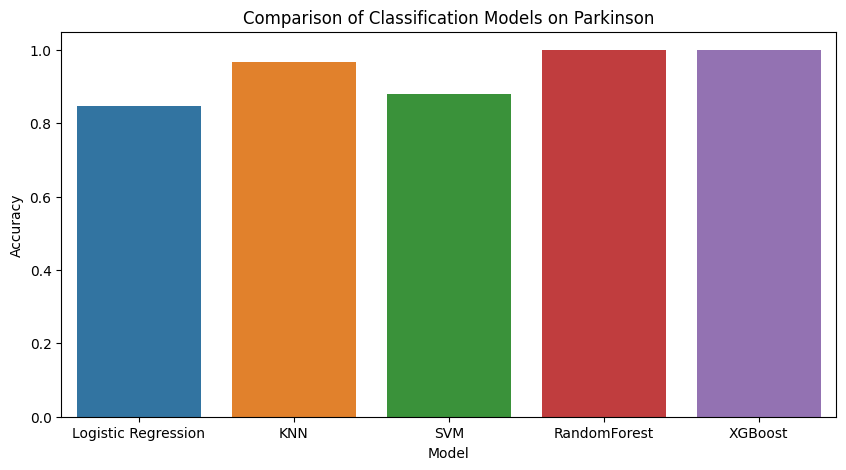 Comparison of Classification Models on Parkinson
1.0
0.8
0.6
0.4
0.2
0.0
Accuracy
Logistic Regression KNN SVM RandomForest XGBoost
Model